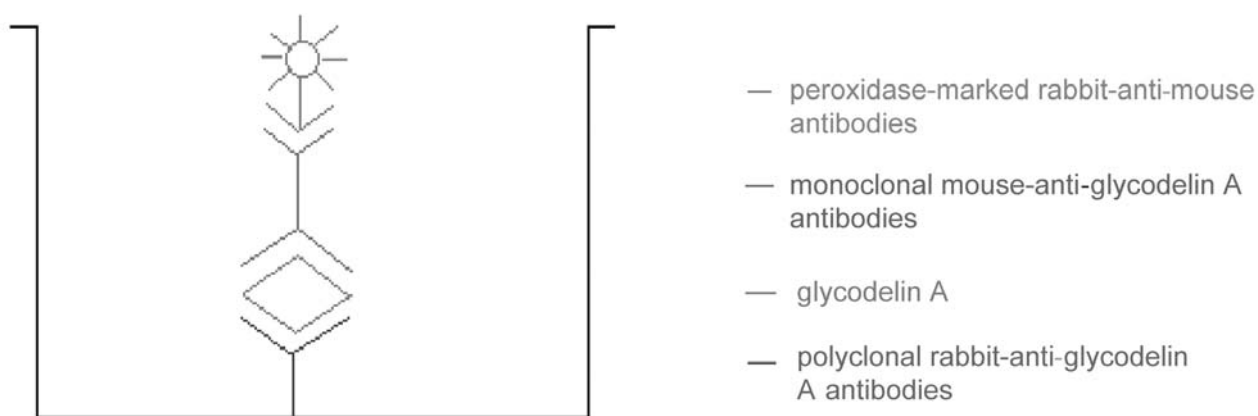 peroxidase-marked rabbit-anti-mouse
antibodies
monoclonal mouse-anti-glycodelin A
antibodies
glycodelin A
polyclonal rabbit-anti-glycodelin
A antibodies